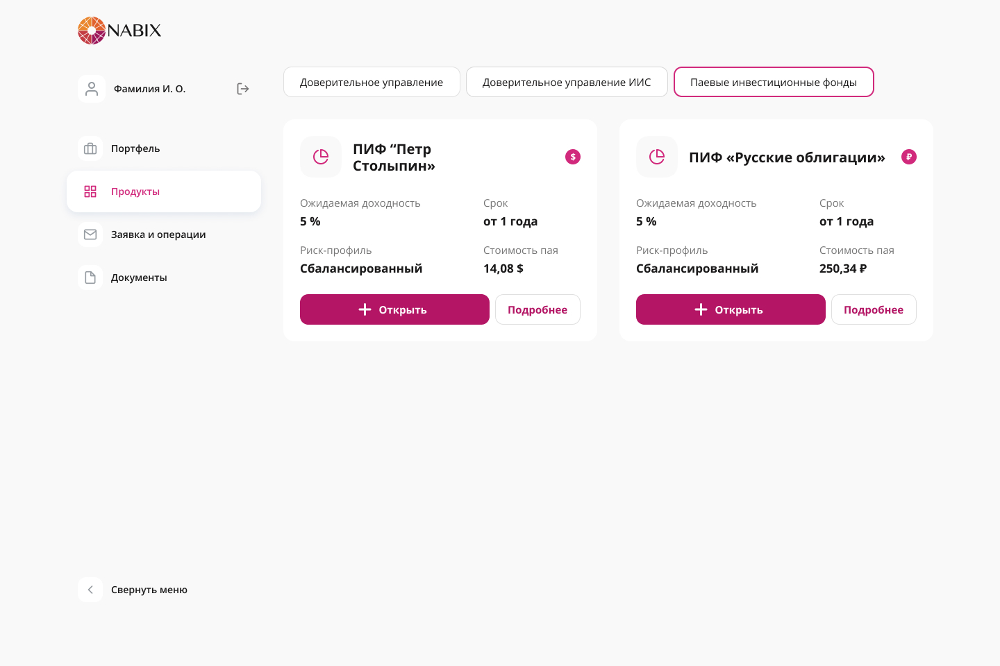 NABIX
Фамилия И. О.
Портфель
Продукты
Заявка и операции
Документы
Свернуть меню
Доверительное управление
Доверительное управление ИИС
Паевые инвестиционные фонды
ПИФ “Петр
Столыпин»
$
Ожидаемая доходность
5 %
Срок
от 1 года
Риск-профиль
Сбалансированный
Стоимость пая
14,08 $
Открыть
Подробнее
ПИФ «Русские облигации»
₽
Ожидаемая доходность
5 %
Срок
от 1 года
Риск-профиль
Сбалансированный
Стоимость пая
250,34 ₽
Открыть
Подробнее